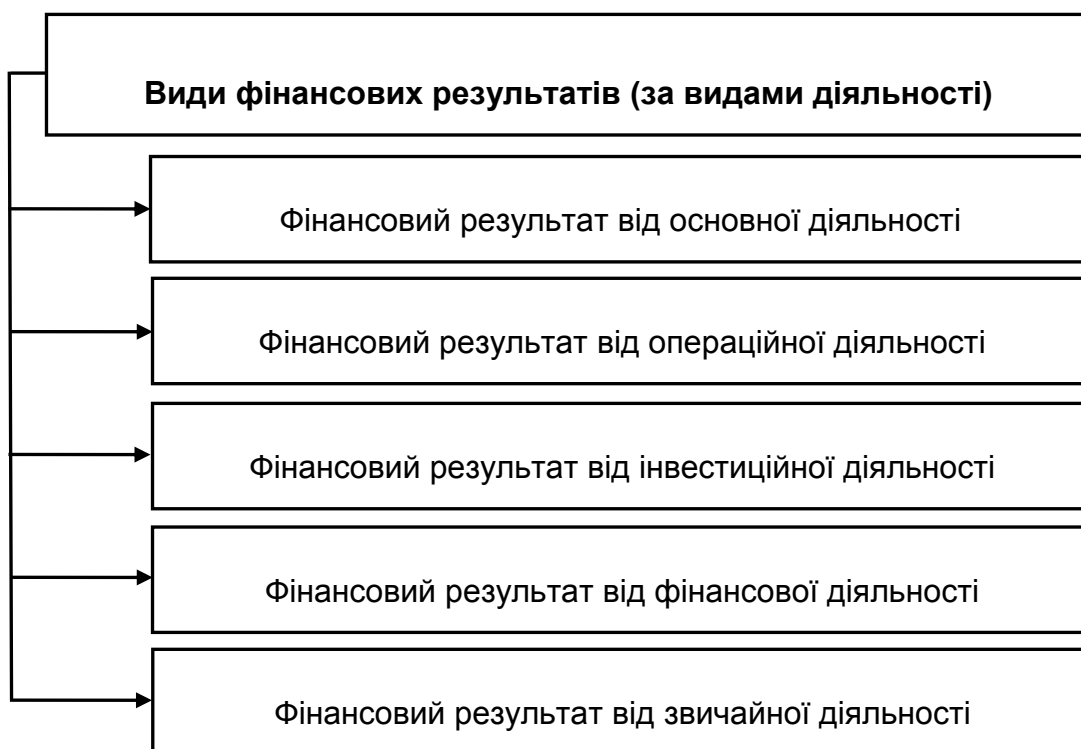 Види фінансових результатів (за видами діяльності)
Фінансовий результат від основної діяльності
Фінансовий результат від операційної діяльності
Фінансовий результат від інвестиційної діяльності
Фінансовий результат від фінансової діяльності
Фінансовий результат від звичайної діяльності